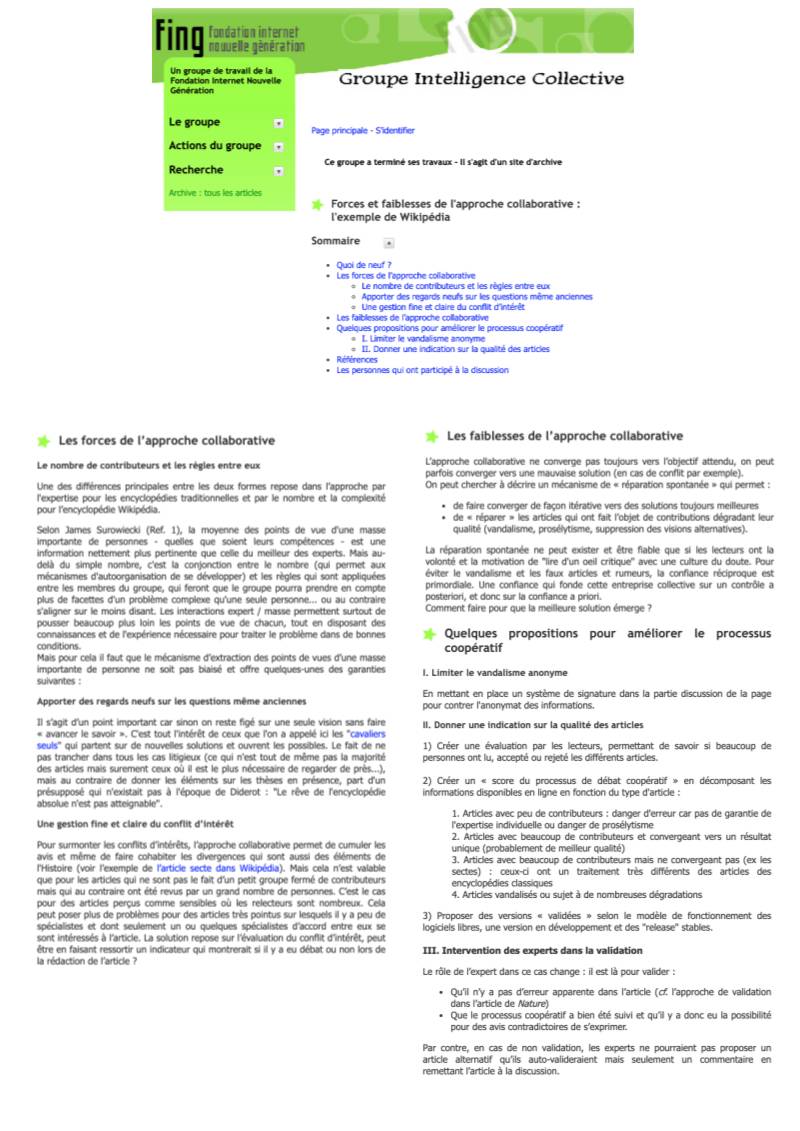 Fing fondation internet
nouvelle génération
Un groupe de travail de la
Fondation Internet Nouvelle
Génération
Le groupe
Actions du groupe
Recherche
Archive : tous les articles
Groupe Intelligence Collective
Page principale - S'identifier
Ce groupe a terminé ses travaux - Il s'agit d'un site d'archive
Forces et faiblesses de l'approche collaborative :
l'exemple de Wikipédia
Sommaire
• Quoi de neuf ?
• Les forces de l'approche collaborative
Le nombre de contributeurs et les règles entre eux
Apporter des regards neufs sur les questions même anciennes
Une gestion fine et claire du conflit d'intérêt
• Les faiblesses de l'approche collaborative
• Quelques propositions pour améliorer le processus coopératif
I. Limiter le vandalisme anonyme
II. Donner une indication sur la qualité des articles
• Références
• Les personnes qui ont participé à la discussion
Les forces de l'approche collaborative
Le nombre de contributeurs et les règles entre eux
Une des différences principales entre les deux formes repose dans l'approche par
l'expertise pour les encyclopédies traditionnelles et par le nombre et la complexité
pour l'encyclopédie Wikipédia.
Selon James Surowiecki (Ref. 1), la moyenne des points de vue d'une masse
importante de personnes - quelles que soient leurs compétences - est une
information nettement plus pertinente que celle du meilleur des experts. Mais au-
delà du simple nombre, c'est la conjonction entre le nombre (qui permet aux
mécanismes d'autoorganisation de se développer) et les règles qui sont appliquées
entre les membres du groupe, qui feront que le groupe pourra prendre en compte
plus de facettes d'un problème complexe qu'une seule personne... ou au contraire
s'aligner sur le moins disant. Les interactions expert / masse permettent surtout de
pousser beaucoup plus loin les points de vue de chacun, tout en disposant des
connaissances et de l'expérience nécessaire pour traiter le problème dans de bonnes
conditions.
Mais pour cela il faut que le mécanisme d'extraction des points de vues d'une masse
importante de personne ne soit pas biaisé et offre quelques-unes des garanties
suivantes :
Apporter des regards neufs sur les questions même anciennes
Il s'agit d'un point important car sinon on reste figé sur une seule vision sans faire
« avancer le savoir ». C'est tout l'intérêt de ceux que l'on a appelé ici les "cavaliers
seuls" qui partent sur de nouvelles solutions et ouvrent les possibles. Le fait de ne
pas trancher dans tous les cas litigieux (ce qui n'est tout de même pas la majorité
des articles mais surement ceux où il est le plus nécessaire de regarder de près...),
mais au contraire de donner les éléments sur les thèses en présence, part d'un
présupposé qui n'existait pas à l'époque de Diderot : "Le rêve de l'encyclopédie
absolue n'est pas atteignable".
Une gestion fine et claire du conflit d'intérêt
Pour surmonter les conflits d'intérêts, l'approche collaborative permet de cumuler les
avis et même de faire cohabiter les divergences qui sont aussi des éléments de
l'Histoire (voir l'exemple de l'article secte dans Wikipédia). Mais cela n'est valable
que pour les articles qui ne sont pas le fait d'un petit groupe fermé de contributeurs
mais qui au contraire ont été revus par un grand nombre de personnes. C'est le cas
pour des articles perçus comme sensibles où les relecteurs sont nombreux. Cela
peut poser plus de problèmes pour des articles très pointus sur lesquels il y a peu de
spécialistes et dont seulement un ou quelques spécialistes d'accord entre eux se
sont intéressés à l'article. La solution repose sur l'évaluation du conflit d'intérêt, peut
être en faisant ressortir un indicateur qui montrerait si il y a eu débat ou non lors de
la rédaction de l'article ?
Les faiblesses de l'approche collaborative
L'approche collaborative ne converge pas toujours vers l'objectif attendu, on peut
parfois converger vers une mauvaise solution (en cas de conflit par exemple).
On peut chercher à décrire un mécanisme de « réparation spontanée » qui permet :
• de faire converger de façon itérative vers des solutions toujours meilleures
• de « réparer » les articles qui ont fait l'objet de contributions dégradant leur
qualité (vandalisme, prosélytisme, suppression des visions alternatives).
La réparation spontanée ne peut exister et être fiable que si les lecteurs ont la
volonté et la motivation de "lire d'un oeil critique" avec une culture du doute. Pour
éviter le vandalisme et les faux articles et rumeurs, la confiance réciproque est
primordiale. Une confiance qui fonde cette entreprise collective sur un contrôle a
posteriori, et donc sur la confiance a priori.
Comment faire pour que la meilleure solution émerge ?
Quelques propositions pour améliorer le processus
coopératif
I. Limiter le vandalisme anonyme
En mettant en place un système de signature dans la partie discussion de la page
pour contrer l'anonymat des informations.
II. Donner une indication sur la qualité des articles
1) Créer une évaluation par les lecteurs, permettant de savoir si beaucoup de
personnes ont lu, accepté ou rejeté les différents articles.
2) Créer un « score du processus de débat coopératif » en décomposant les
informations disponibles en ligne en fonction du type d'article :
1. Articles avec peu de contributeurs : danger d'erreur car pas de garantie de
l'expertise individuelle ou danger de prosélytisme
2. Articles avec beaucoup de contributeurs et convergeant vers un résultat
unique (probablement de meilleur qualité)
3. Articles avec beaucoup de contributeurs mais ne convergeant pas (ex les
sectes) : ceux-ci ont un traitement très différents des articles des
encyclopédies classiques
4. Articles vandalisés ou sujet à de nombreuses dégradations
3) Proposer des versions « validées » selon le modèle de fonctionnement des
logiciels libres, une version en développement et des "release" stables.
III. Intervention des experts dans la validation
Le rôle de l'expert dans ce cas change : il est là pour valider :
• Qu'il n'y a pas d'erreur apparente dans l'article (cf. l'approche de validation
dans l'article de Nature)
• Que le processus coopératif a bien été suivi et qu'il y a donc eu la possibilité
pour des avis contradictoires de s'exprimer.
Par contre, en cas de non validation, les experts ne pourraient pas proposer un
article alternatif qu'ils auto-valideraient mais seulement un commentaire en
remettant l'article à la discussion.